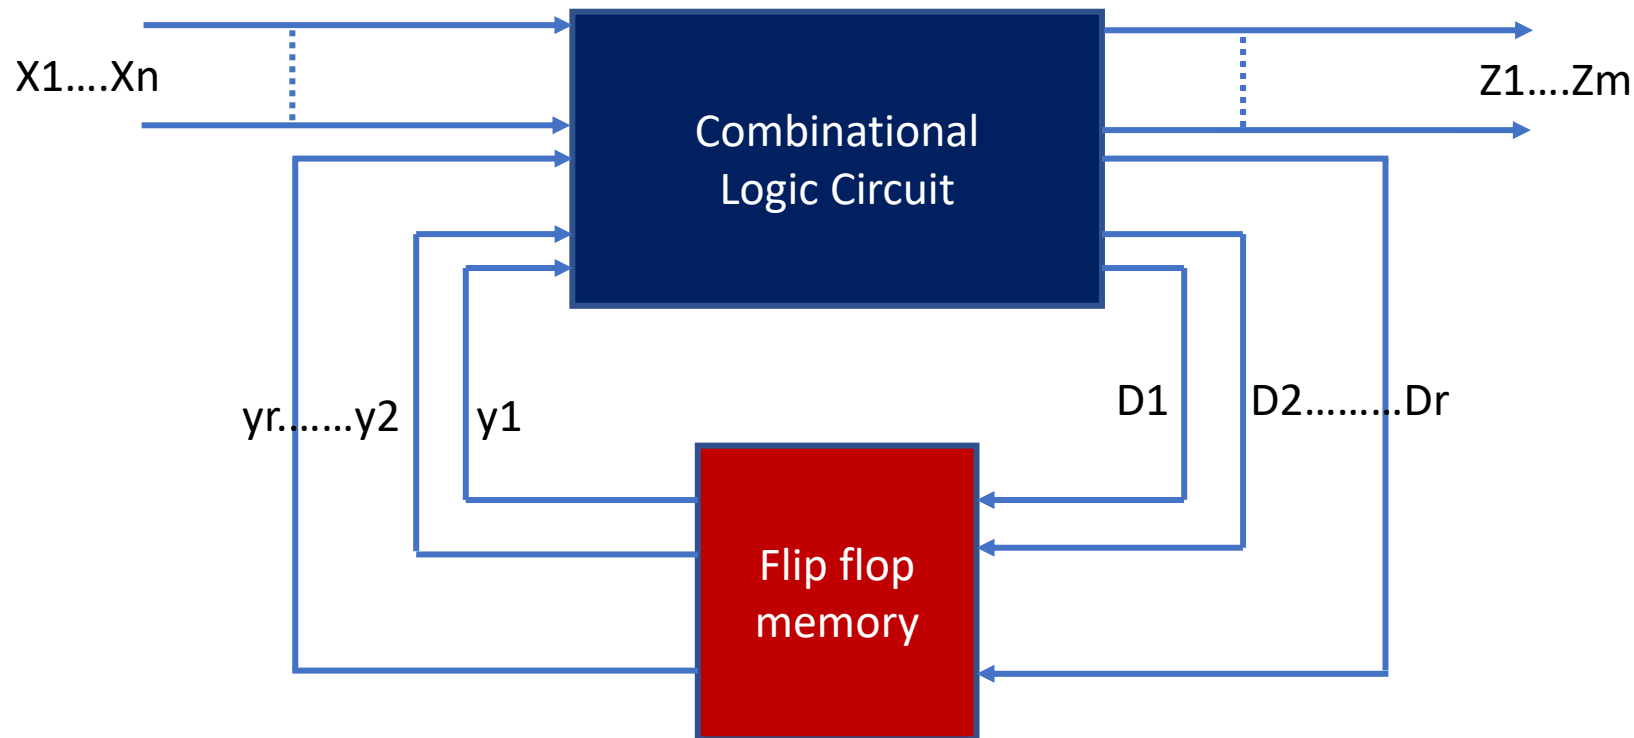 X1....Xn
Combinational
Logic Circuit
Z1....Zm
yr.......y2
y1
D1
D2.........Dr
Flip flop
memory